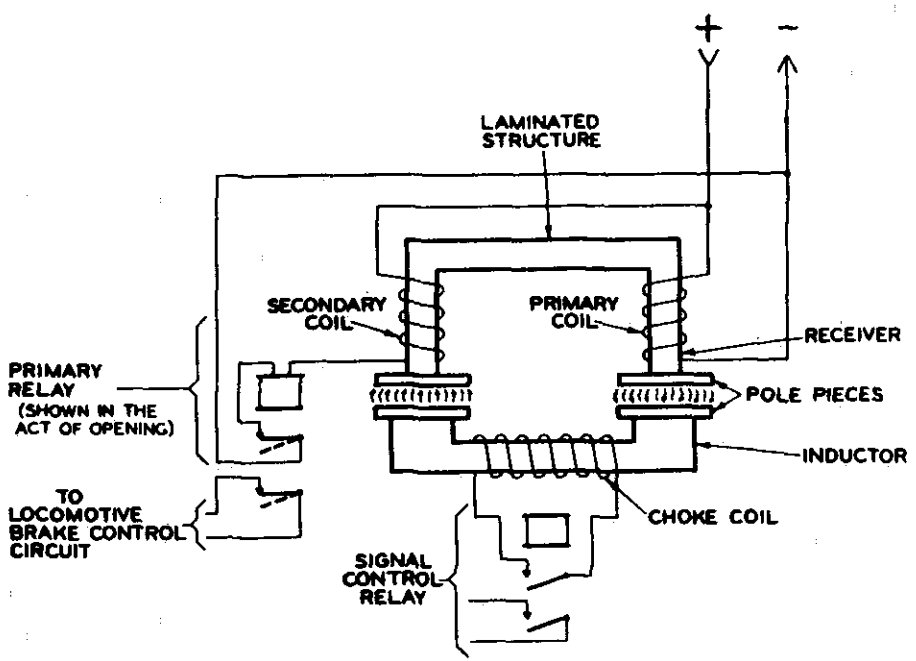 + -
LAMINATED
STRUCTURE
SECONDARY
COIL
PRIMARY
COIL
RECEIVER
PRIMARY
RELAY
(SHOWN IN THE
ACT OF OPENING)
POLE PIECES
INDUCTOR
TO
LOCOMOTIVE
BRAKE CONTROL
CIRCUIT
CHOKE COIL
SIGNAL
CONTROL
RELAY